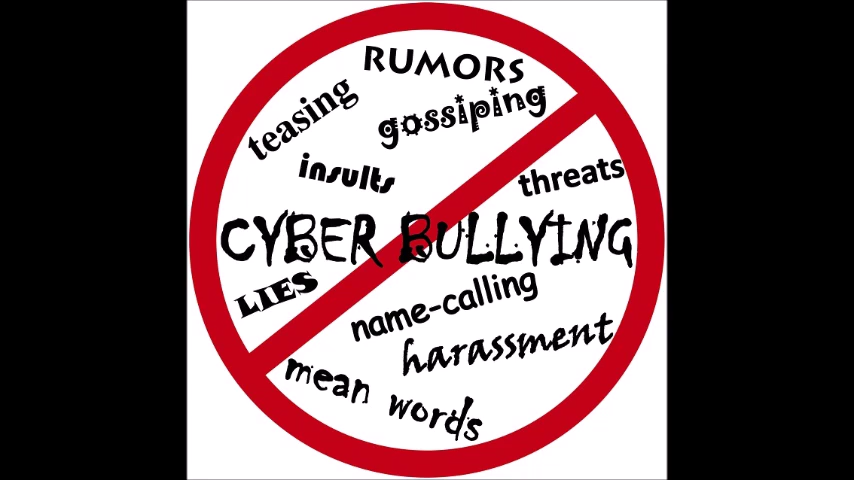 RUMORS
teasing
gossiping
insults
threats
CYBER BULLYING
LIES
name-calling
harassment
mean words